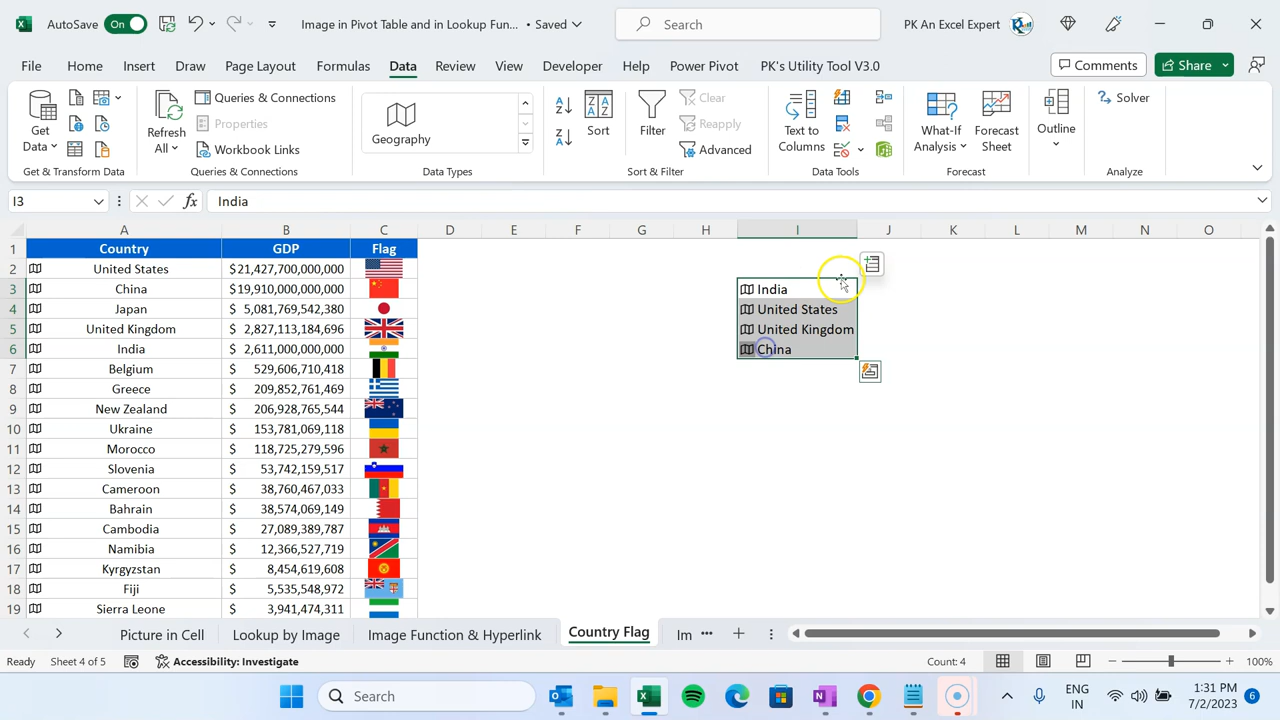 AutoSave On Image in Pivot Table and in Lookup Fun... • Saved Search PK An Excel Expert
File Home Insert Draw Page Layout Formulas Data Review View Developer Help Power Pivot PK's Utility Tool V3.0 Comments Share
Get Data
Refresh All
Queries & Connections
Properties
Workbook Links
Geography
Sort
Filter
Clear
Reapply
Advanced
Text to Columns
What-If Analysis
Forecast Sheet
Outline
Solver
Get & Transform Data Queries & Connections Data Types Sort & Filter Data Tools Forecast Analyze
I3 fx India
A B C D E F G H I J K L M N O
1 Country GDP Flag
2 United States $21,427,700,000,000
3 China $19,910,000,000,000 India
4 Japan $ 5,081,769,542,380 United States
5 United Kingdom $ 2,827,113,184,696 United Kingdom
6 India $ 2,611,000,000,000 China
7 Belgium $ 529,606,710,418
8 Greece $ 209,852,761,469
9 New Zealand $ 206,928,765,544
10 Ukraine $ 153,781,069,118
11 Morocco $ 118,725,279,596
12 Slovenia $ 53,742,159,517
13 Cameroon $ 38,760,467,033
14 Bahrain $ 38,574,069,149
15 Cambodia $ 27,089,389,787
16 Namibia $ 12,366,527,719
17 Kyrgyzstan $ 8,454,619,608
18 Fiji $ 5,535,548,972
19 Sierra Leone $ 3,941,474,311
Picture in Cell Lookup by Image Image Function & Hyperlink Country Flag Im ...
Ready Sheet 4 of 5 Accessibility: Investigate Count: 4 100%
Search ENG IN 1:31 PM 7/2/2023 6